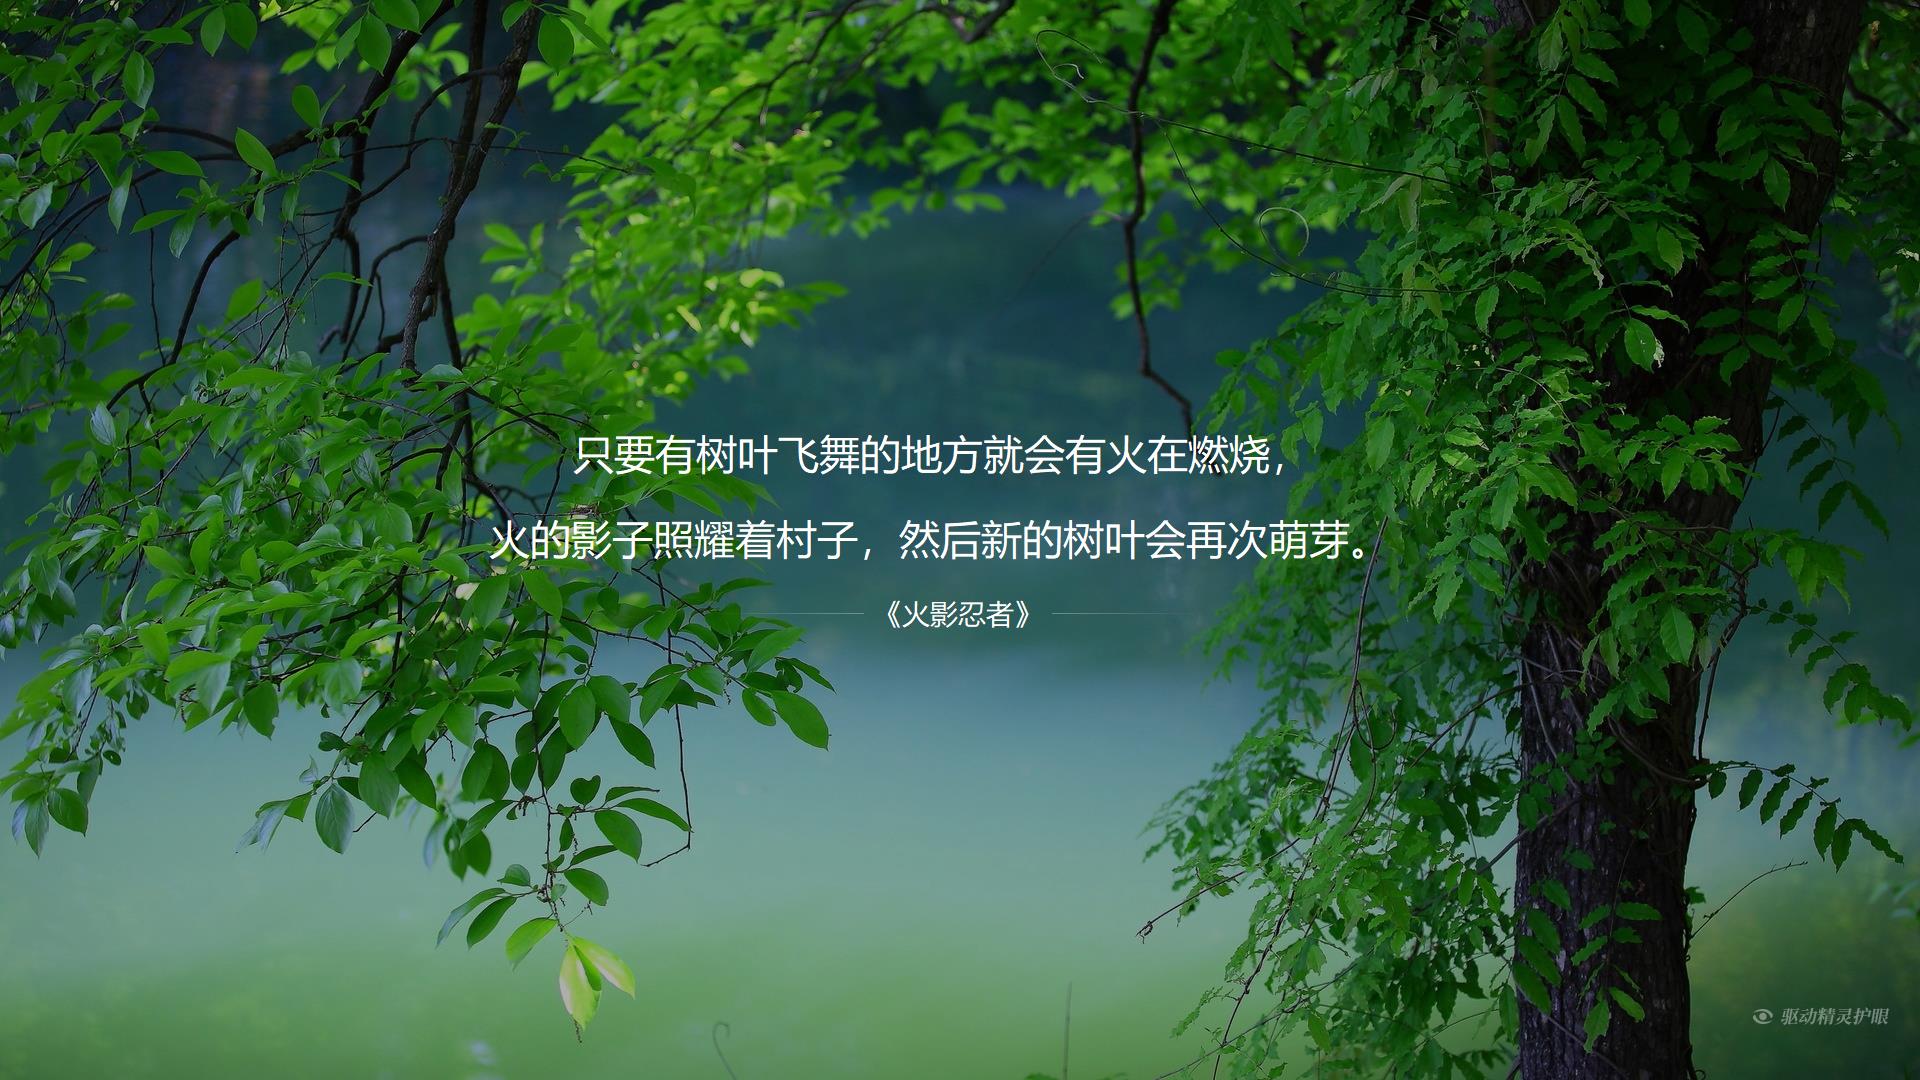 只要有树叶飞舞的地方就会有火在燃烧，
火的影子照耀着村子，然后新的树叶会再次萌芽。
《火影忍者》
驱动精灵护眼